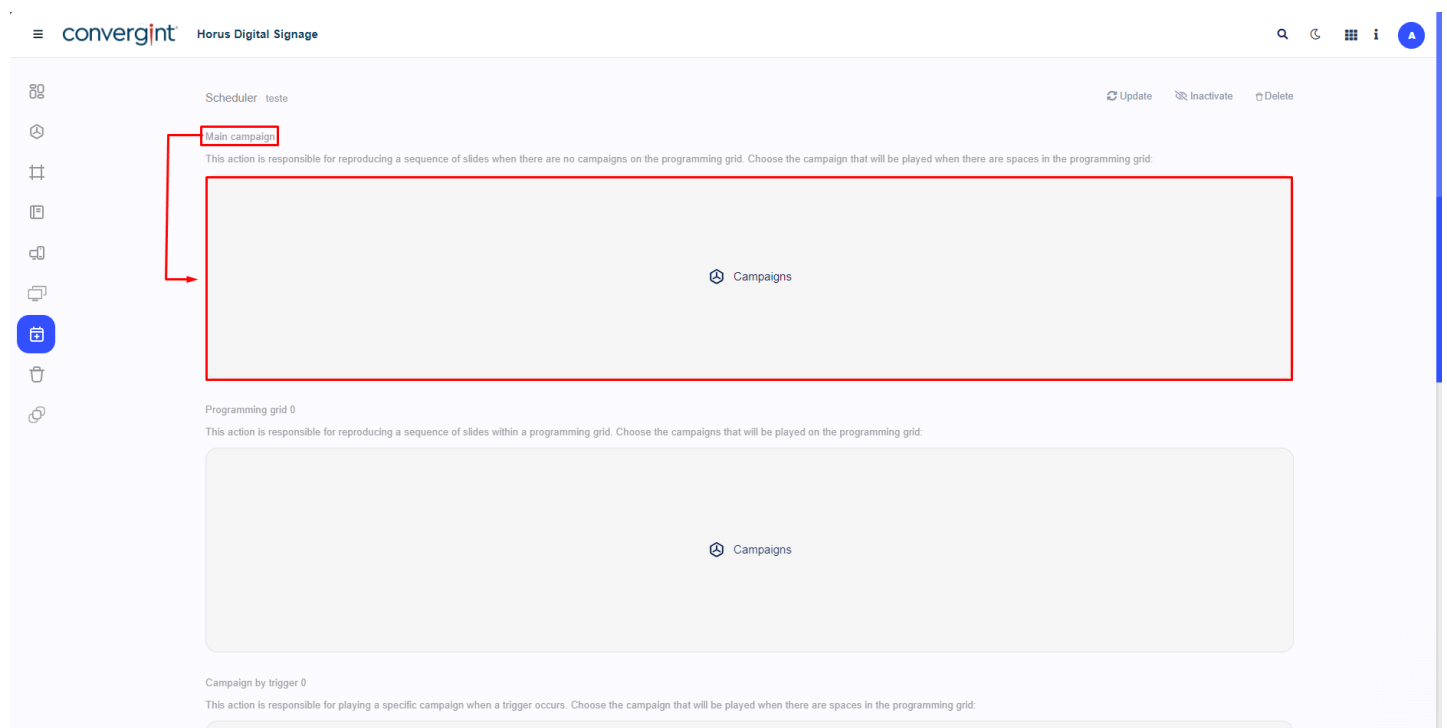 convergint
Horus Digital Signage
i
A
Scheduler teste
Update Inactivate Delete
Main campaign
This action is responsible for reproducing a sequence of slides when there are no campaigns on the programming grid. Choose the campaign that will be played when there are spaces in the programming grid:
Campaigns
Programming grid 0
This action is responsible for reproducing a sequence of slides within a programming grid. Choose the campaigns that will be played on the programming grid:
Campaigns
Campaign by trigger 0
This action is responsible for playing a specific campaign when a trigger occurs. Choose the campaign that will be played when there are spaces in the programming grid: